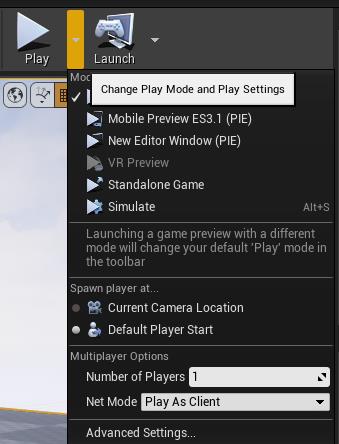 Play
Launch
Change Play Mode and Play Settings
Mobile Preview ES3.1 (PIE)
New Editor Window (PIE)
VR Preview
Standalone Game
Simulate Alt+S
Launching a game preview with a different
mode will change your default 'Play' mode in
the toolbar
Spawn player at...
Current Camera Location
Default Player Start
Multiplayer Options
Number of Players 1
Net Mode Play As Client
Advanced Settings...